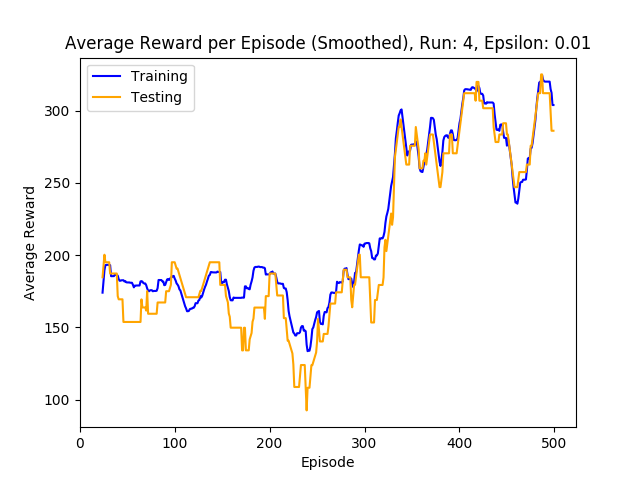 Average Reward per Episode (Smoothed), Run: 4, Epsilon: 0.01
Training
Testing
300
250
200
150
100
Average Reward
0 100 200 300 400 500
Episode